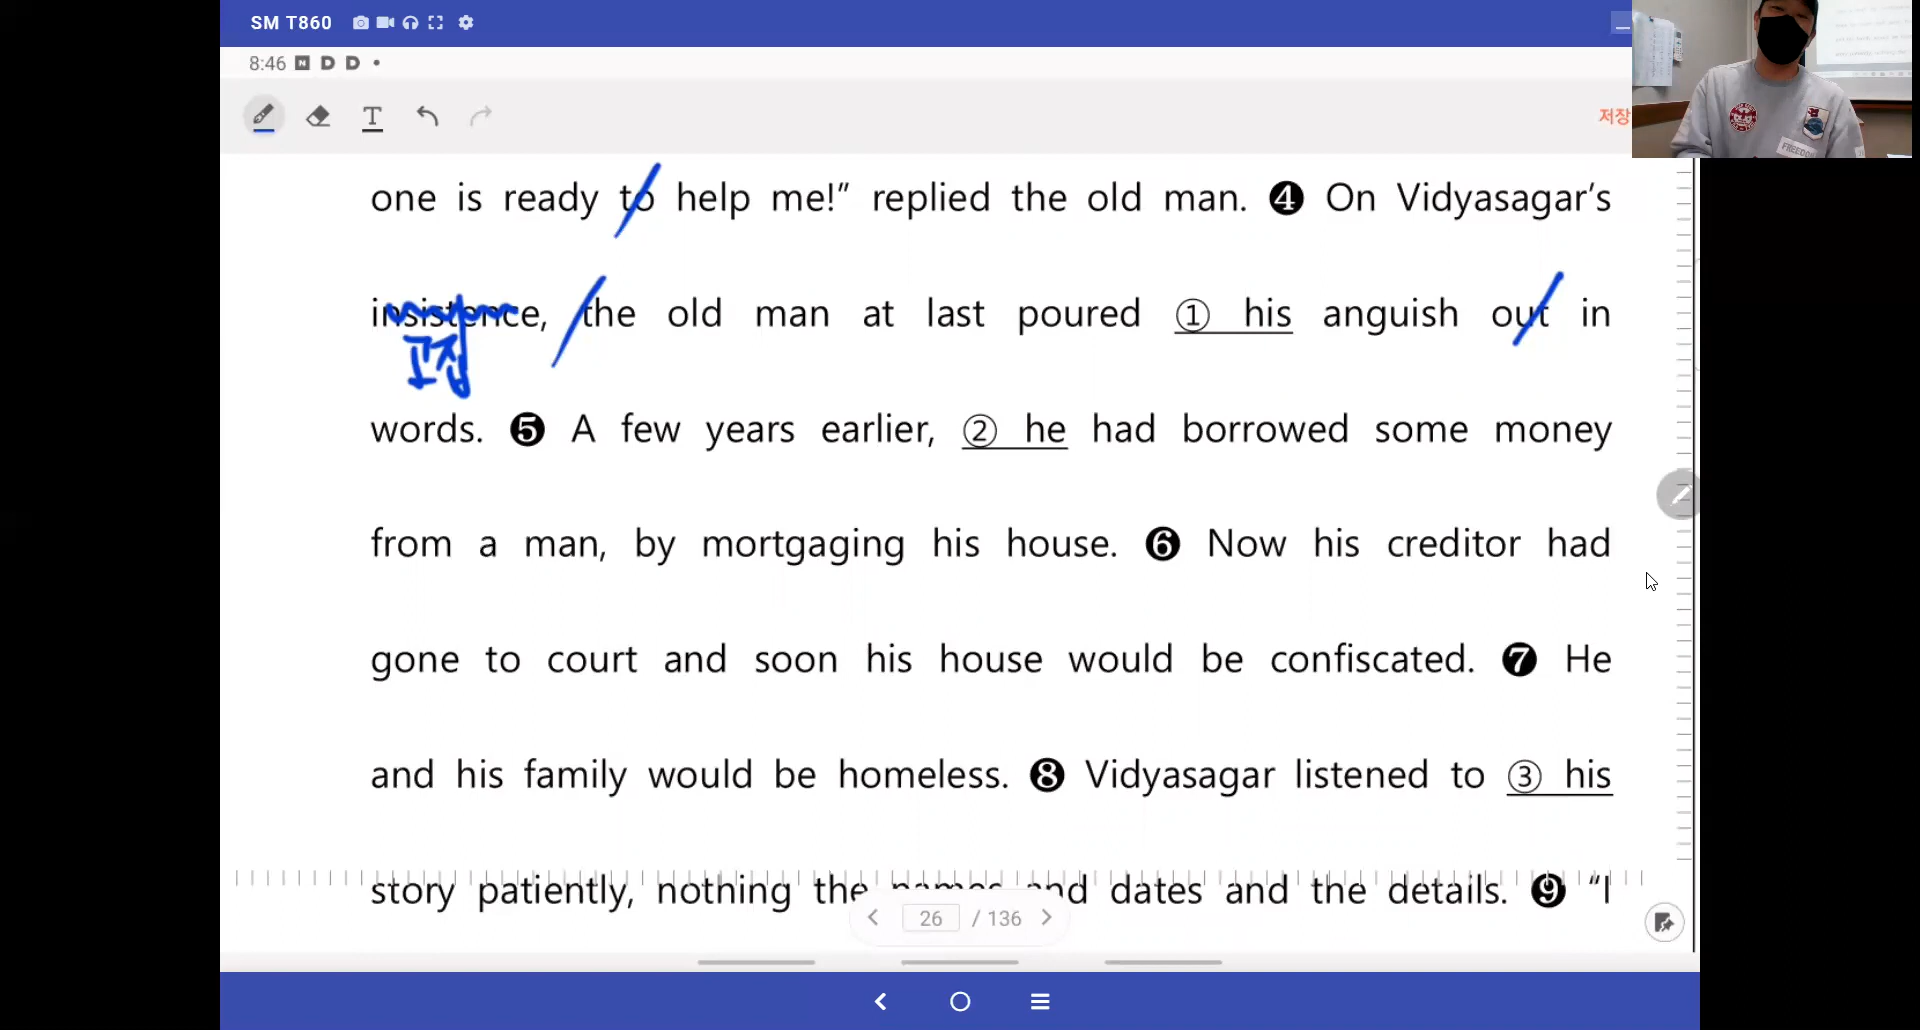 SM T860
8:46
T
저장
one is ready to help me!” replied the old man. ❹ On Vidyasagar’s
insistence, the old man at last poured ① his anguish out in
고집
words. ❺ A few years earlier, ② he had borrowed some money
from a man, by mortgaging his house. ❻ Now his creditor had
gone to court and soon his house would be confiscated. ❼ He
and his family would be homeless. ❽ Vidyasagar listened to ③ his
story patiently, nothing the names and dates and the details. ❾ “I
26 / 136
FREEDOM